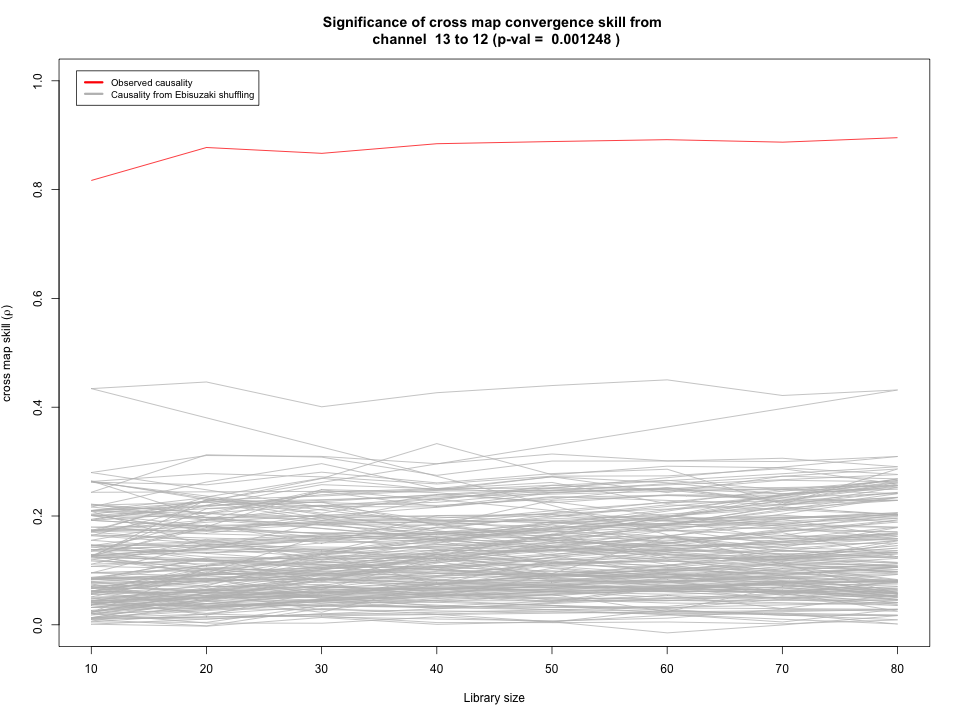 Significance of cross map convergence skill from
channel  13 to 12 (p-val =  0.001248 )
Observed causality
Causality from Ebisuzaki shuffling
cross map skill (ρ)
1.0
0.8
0.6
0.4
0.2
0.0
10 20 30 40 50 60 70 80
Library size